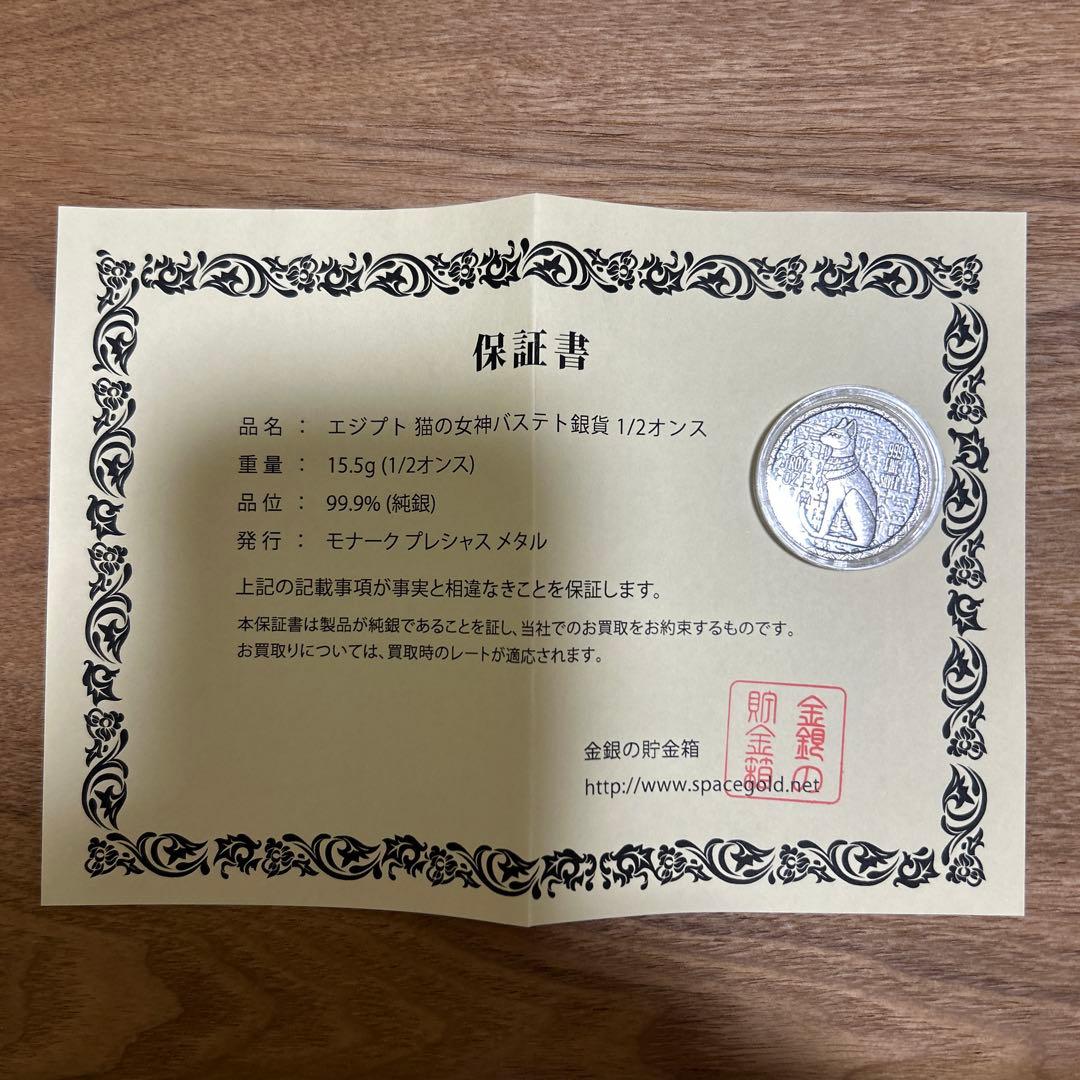 保証書
品名 ： エジプト 猫の女神バステト銀貨 1/2オンス
重量 ： 15.5g (1/2オンス)
品位 ： 99.9% (純銀)
発行 ： モナーク プレシャス メタル
上記の記載事項が事実と相違なきことを保証します。
本保証書は製品が純銀であることを証し、当社でのお買取をお約束するものです。
お買取りについては、買取時のレートが適応されます。
金銀の貯金箱
http://www.spacegold.net
金銀の
貯金箱
TROY
OZ
999
FINE